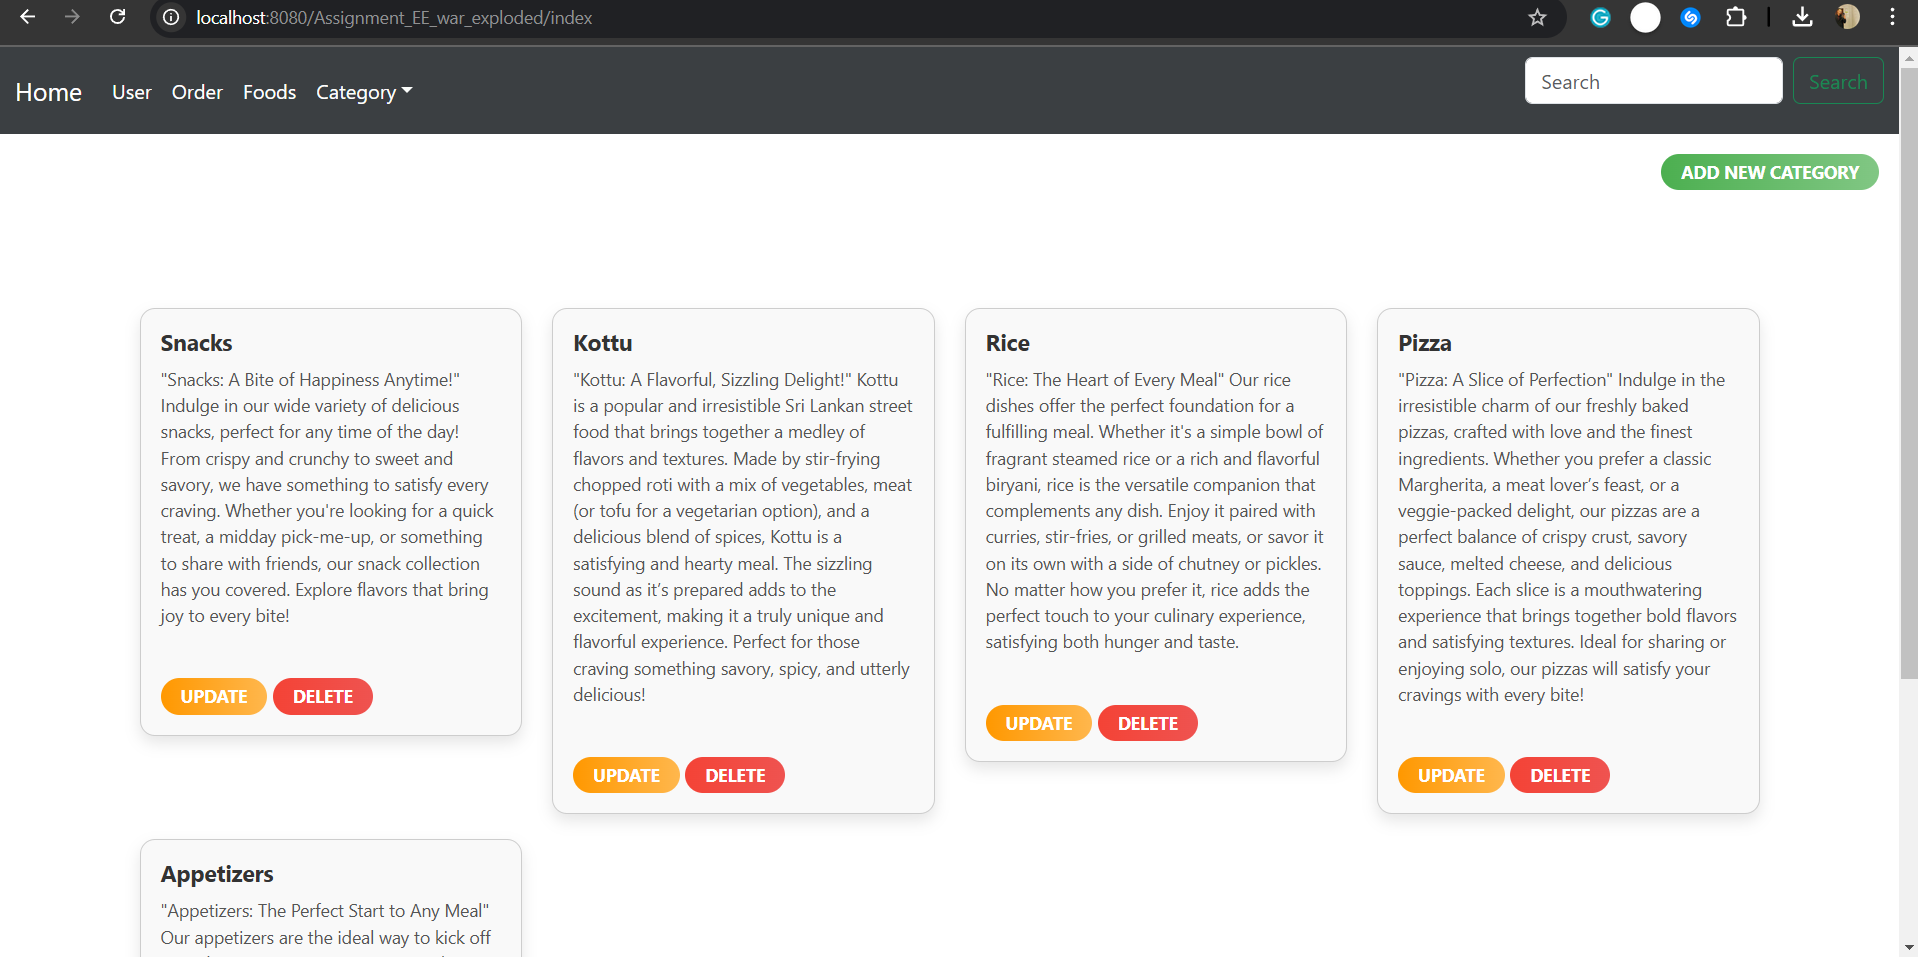 localhost:8080/Assignment_EE_war_exploded/index
Home User Order Foods Category Search Search
ADD NEW CATEGORY
Snacks
"Snacks: A Bite of Happiness Anytime!"
Indulge in our wide variety of delicious
snacks, perfect for any time of the day!
From crispy and crunchy to sweet and
savory, we have something to satisfy every
craving. Whether you're looking for a quick
treat, a midday pick-me-up, or something
to share with friends, our snack collection
has you covered. Explore flavors that bring
joy to every bite!
UPDATE DELETE
Kottu
"Kottu: A Flavorful, Sizzling Delight!" Kottu
is a popular and irresistible Sri Lankan street
food that brings together a medley of
flavors and textures. Made by stir-frying
chopped roti with a mix of vegetables, meat
(or tofu for a vegetarian option), and a
delicious blend of spices, Kottu is a
satisfying and hearty meal. The sizzling
sound as it’s prepared adds to the
excitement, making it a truly unique and
flavorful experience. Perfect for those
craving something savory, spicy, and utterly
delicious!
UPDATE DELETE
Rice
"Rice: The Heart of Every Meal" Our rice
dishes offer the perfect foundation for a
fulfilling meal. Whether it's a simple bowl of
fragrant steamed rice or a rich and flavorful
biryani, rice is the versatile companion that
complements any dish. Enjoy it paired with
curries, stir-fries, or grilled meats, or savor it
on its own with a side of chutney or pickles.
No matter how you prefer it, rice adds the
perfect touch to your culinary experience,
satisfying both hunger and taste.
UPDATE DELETE
Pizza
"Pizza: A Slice of Perfection" Indulge in the
irresistible charm of our freshly baked
pizzas, crafted with love and the finest
ingredients. Whether you prefer a classic
Margherita, a meat lover’s feast, or a
veggie-packed delight, our pizzas are a
perfect balance of crispy crust, savory
sauce, melted cheese, and delicious
toppings. Each slice is a mouthwatering
experience that brings together bold flavors
and satisfying textures. Ideal for sharing or
enjoying solo, our pizzas will satisfy your
cravings with every bite!
UPDATE DELETE
Appetizers
"Appetizers: The Perfect Start to Any Meal"
Our appetizers are the ideal way to kick off